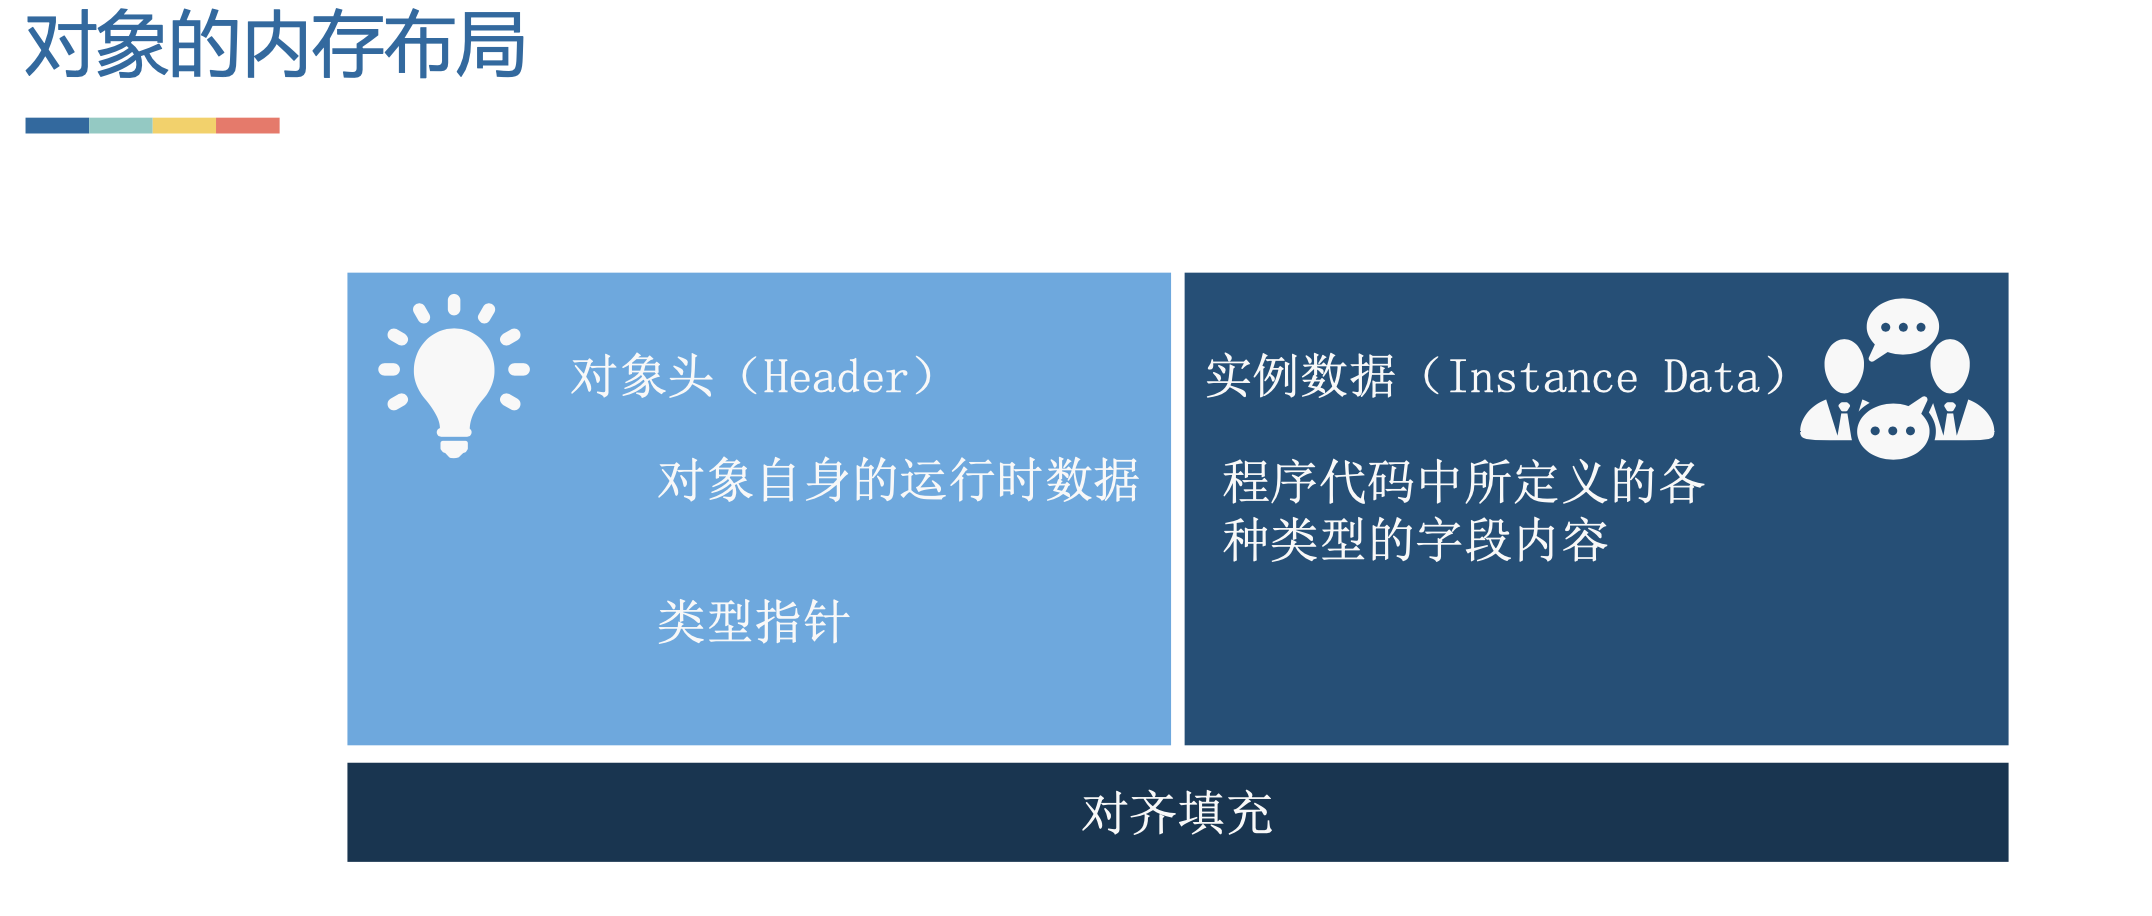 对象的内存布局
对象头（Header）
对象自身的运行时数据
类型指针
实例数据（Instance Data）
程序代码中所定义的各
种类型的字段内容
对齐填充